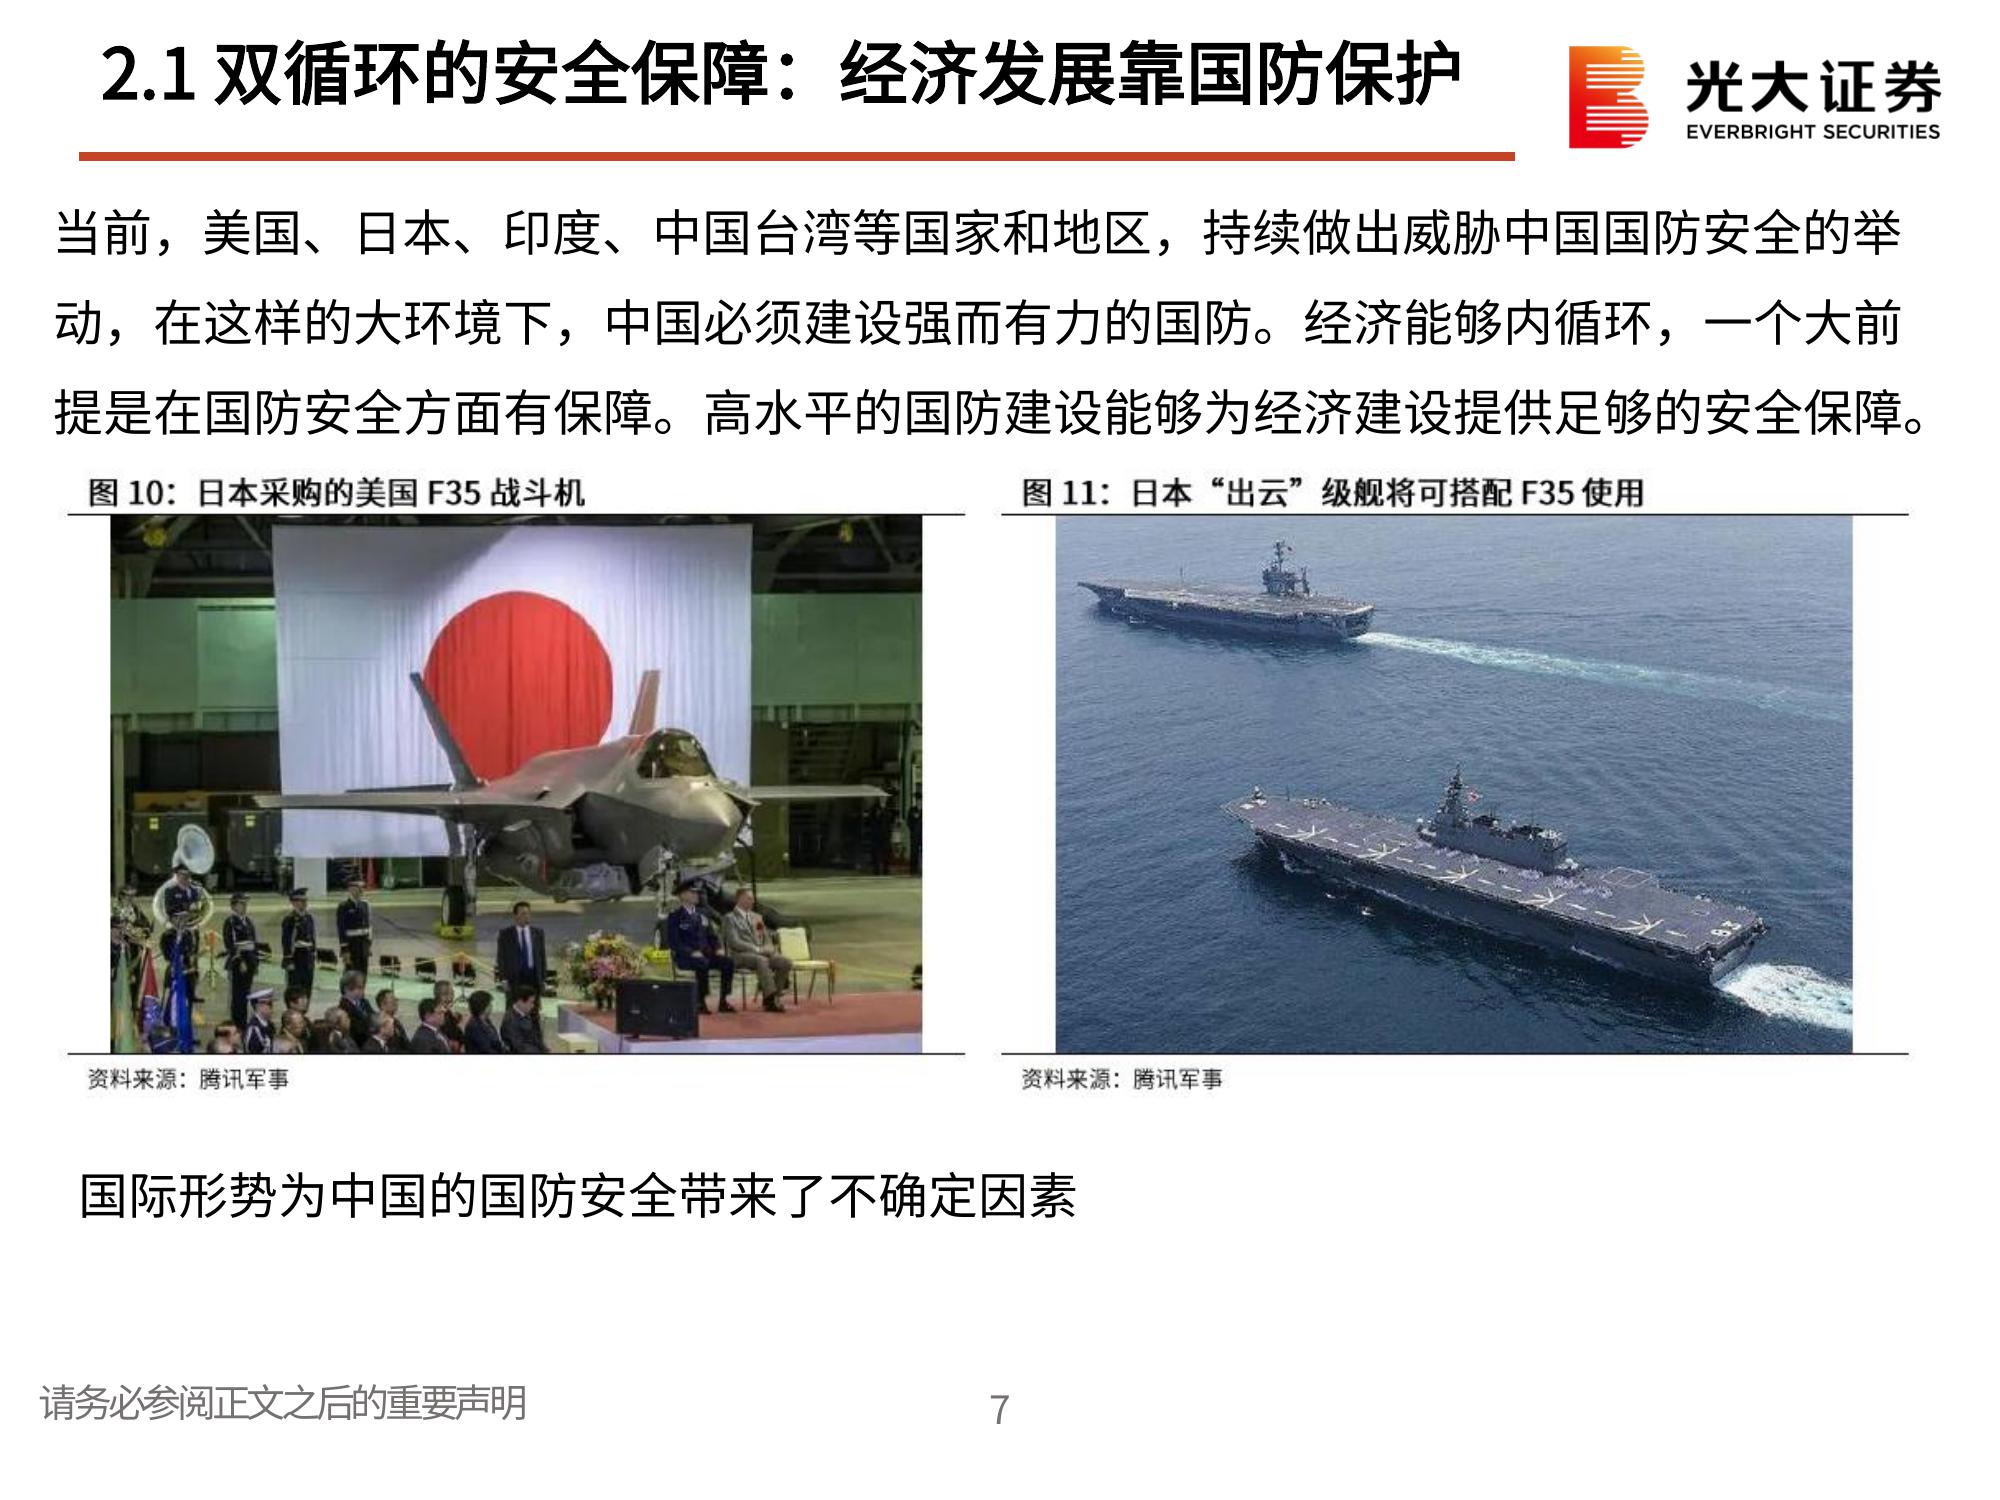 2.1 双循环的安全保障：经济发展靠国防保护
光大证券
EVERBRIGHT SECURITIES
当前，美国、日本、印度、中国台湾等国家和地区，持续做出威胁中国国防安全的举
动，在这样的大环境下，中国必须建设强而有力的国防。经济能够内循环，一个大前
提是在国防安全方面有保障。高水平的国防建设能够为经济建设提供足够的安全保障。
图 10：日本采购的美国 F35 战斗机
图 11：日本“出云”级舰将可搭配 F35 使用
83
资料来源：腾讯军事
资料来源：腾讯军事
国际形势为中国的国防安全带来了不确定因素
请务必参阅正文之后的重要声明
7